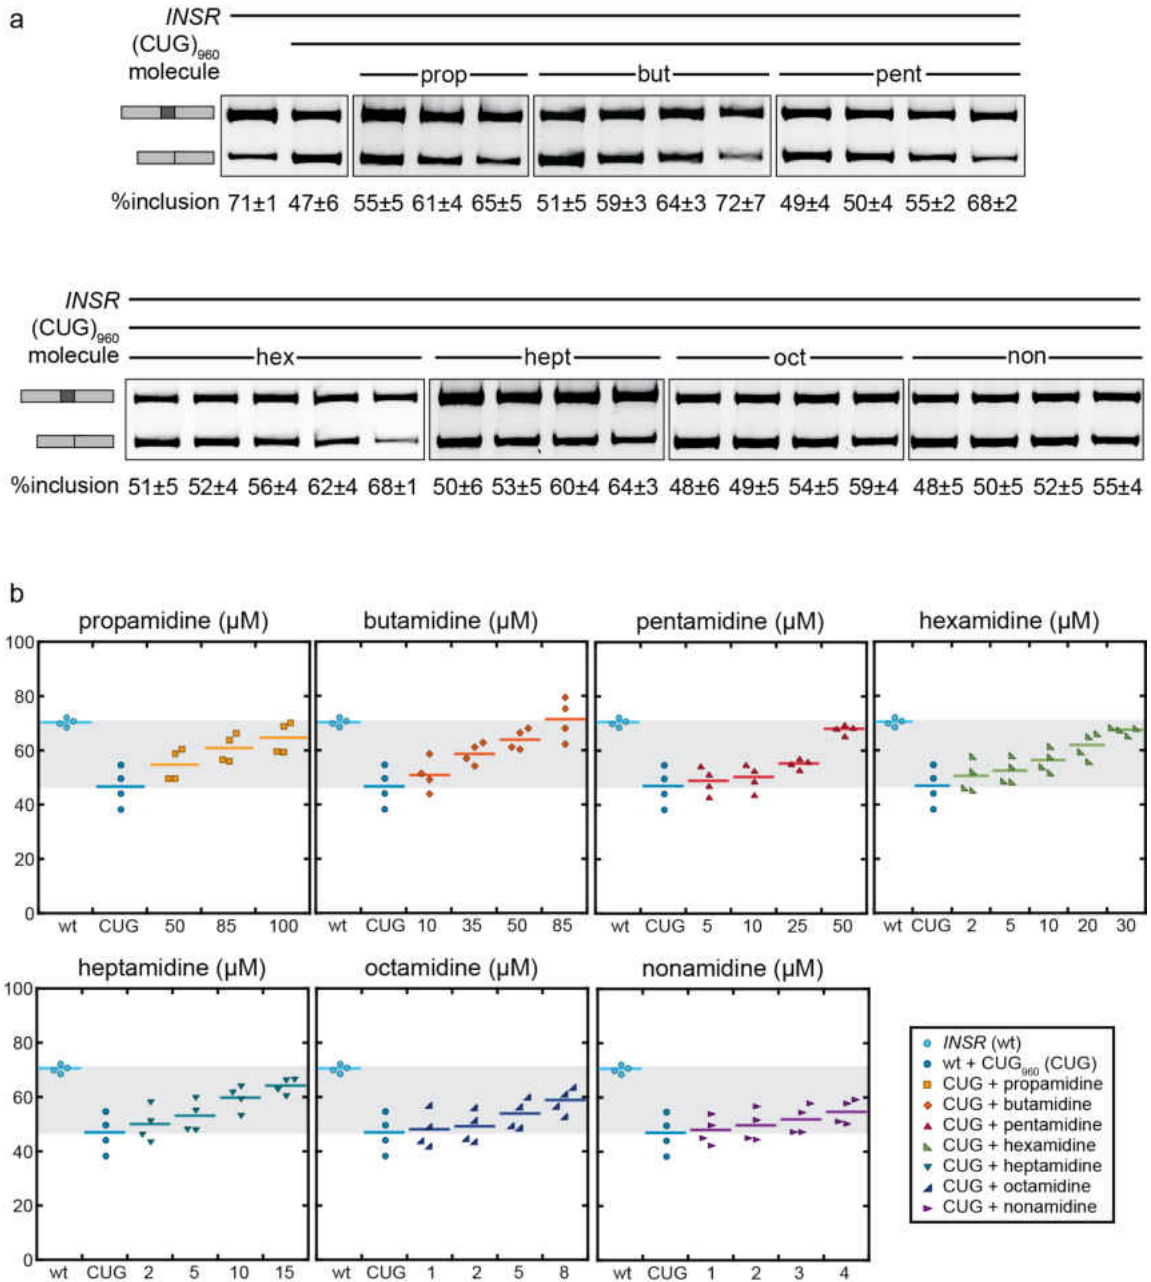 a
INSR
(CUG)960
molecule prop but pent
%inclusion 71±1 47±6 55±5 61±4 65±5 51±5 59±3 64±3 72±7 49±4 50±4 55±2 68±2
INSR
(CUG)960
molecule hex hept oct non
%inclusion 51±5 52±4 56±4 62±4 68±1 50±6 53±5 60±4 64±3 48±6 49±5 54±5 59±4 48±5 50±5 52±5 55±4
b
propamidine (µM) butamidine (µM) pentamidine (µM) hexamidine (µM)
100
80
60
40
20
0
wt CUG 50 85 100 wt CUG 10 35 50 85 wt CUG 5 10 25 50 wt CUG 2 5 10 20 30
heptamidine (µM) octamidine (µM) nonamidine (µM)
100
80
60
40
20
0
wt CUG 2 5 10 15 wt CUG 1 2 5 8 wt CUG 1 2 3 4
INSR (wt)
wt + CUG960 (CUG)
CUG + propamidine
CUG + butamidine
CUG + pentamidine
CUG + hexamidine
CUG + heptamidine
CUG + octamidine
CUG + nonamidine